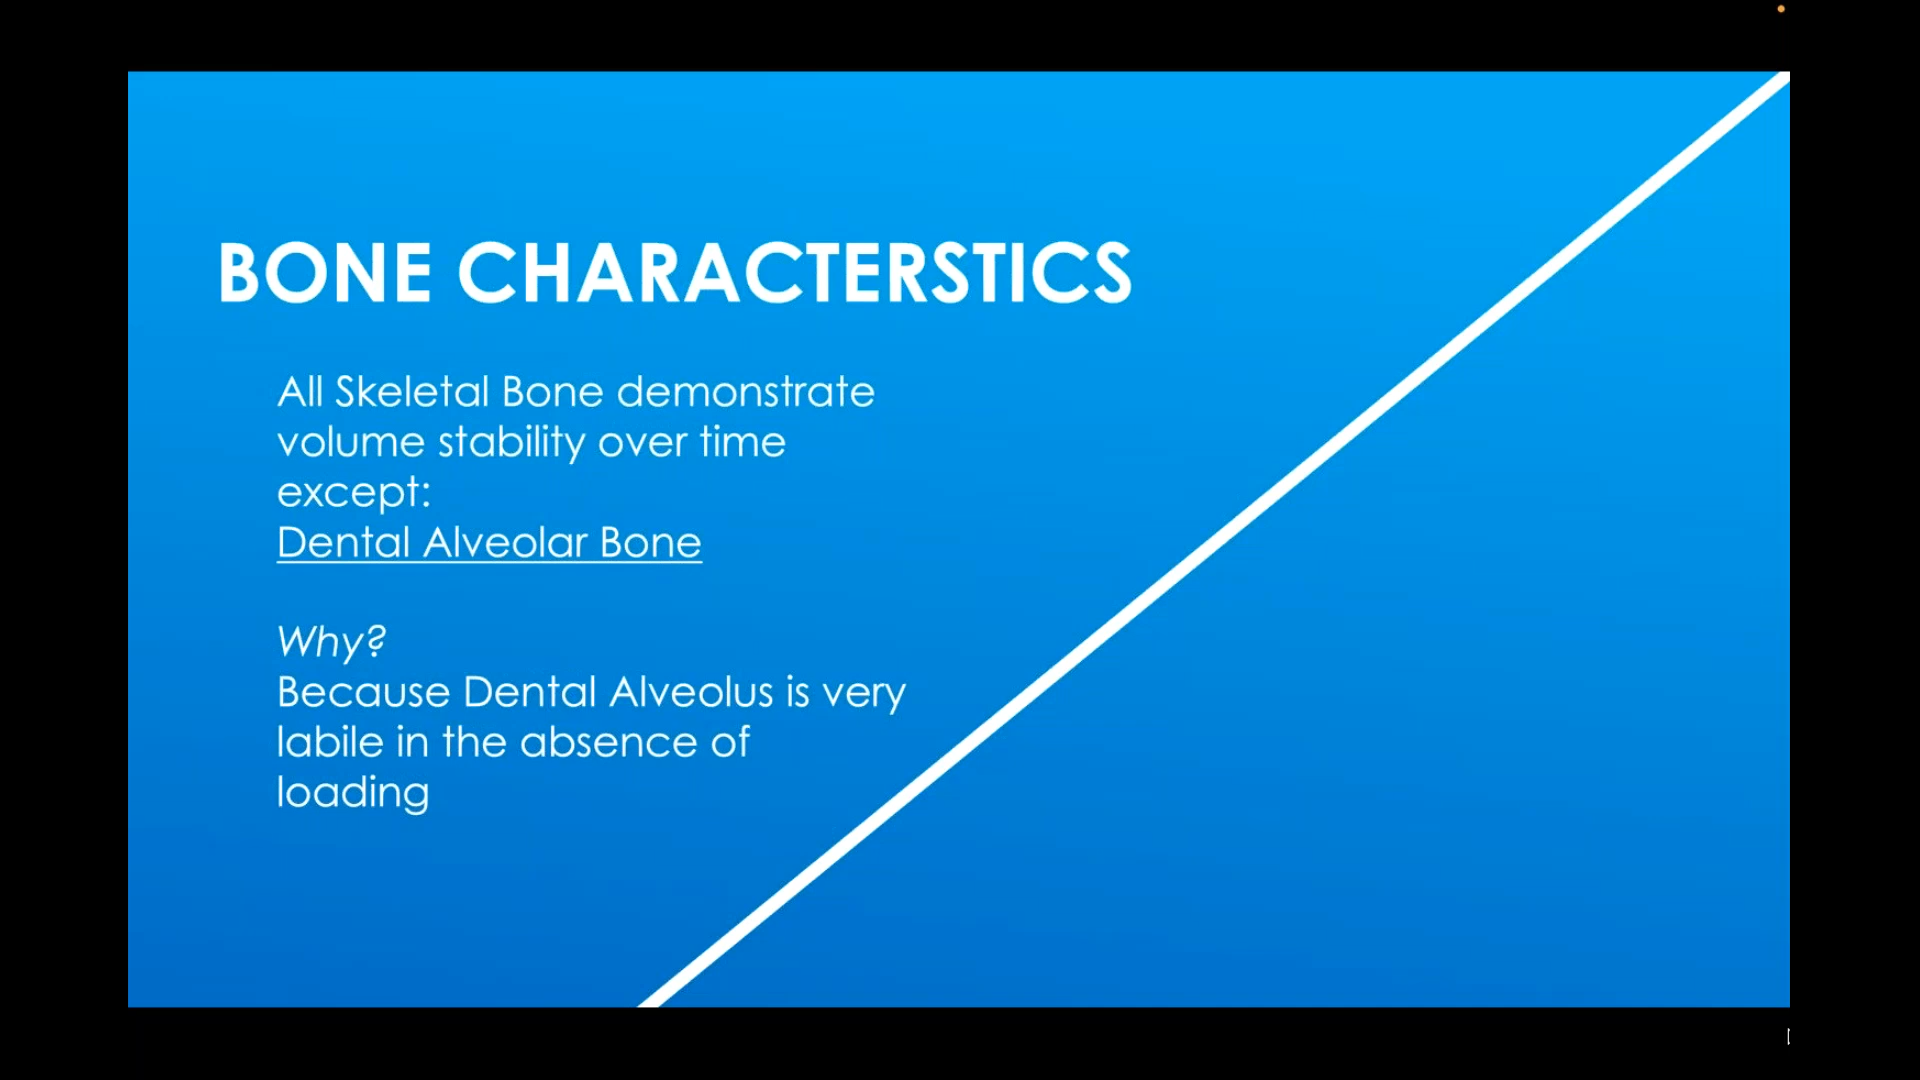 BONE CHARACTERSTICS
All Skeletal Bone demonstrate
volume stability over time
except:
Dental Alveolar Bone
Why?
Because Dental Alveolus is very
labile in the absence of
loading